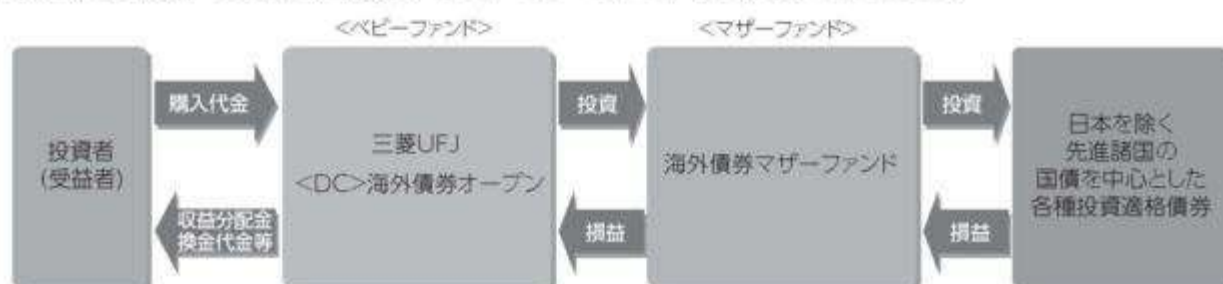 <ベビーファンド>
<マザーファンド>
投資者
(受益者)
購入代金
収益分配金
換金代金等
三菱UFJ
<DC>海外債券オープン
投資
損益
海外債券マザーファンド
投資
損益
日本を除く
先進諸国の
国債を中心とした
各種投資適格債券